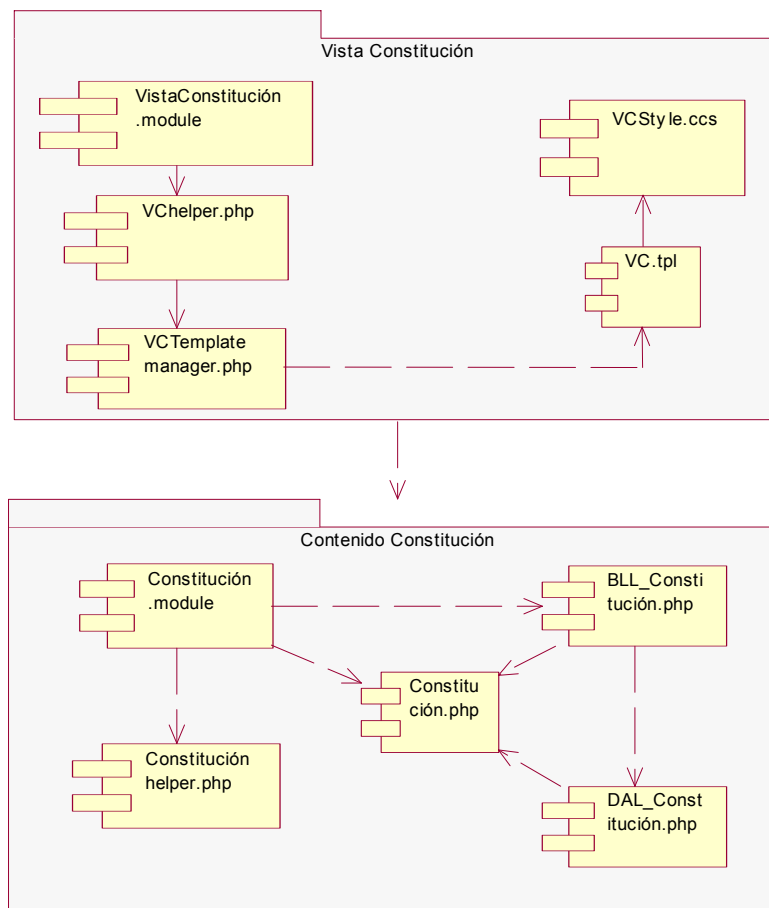 Vista Constitución
VistaConstitución
.module
VCStyle.ccs
VChelper.php
VC.tpl
VCTemplate
manager.php
Contenido Constitución
Constitución
.module
BLL_Consti
tución.php
Constitu
ción.php
Constitución
helper.php
DAL_Const
itución.php